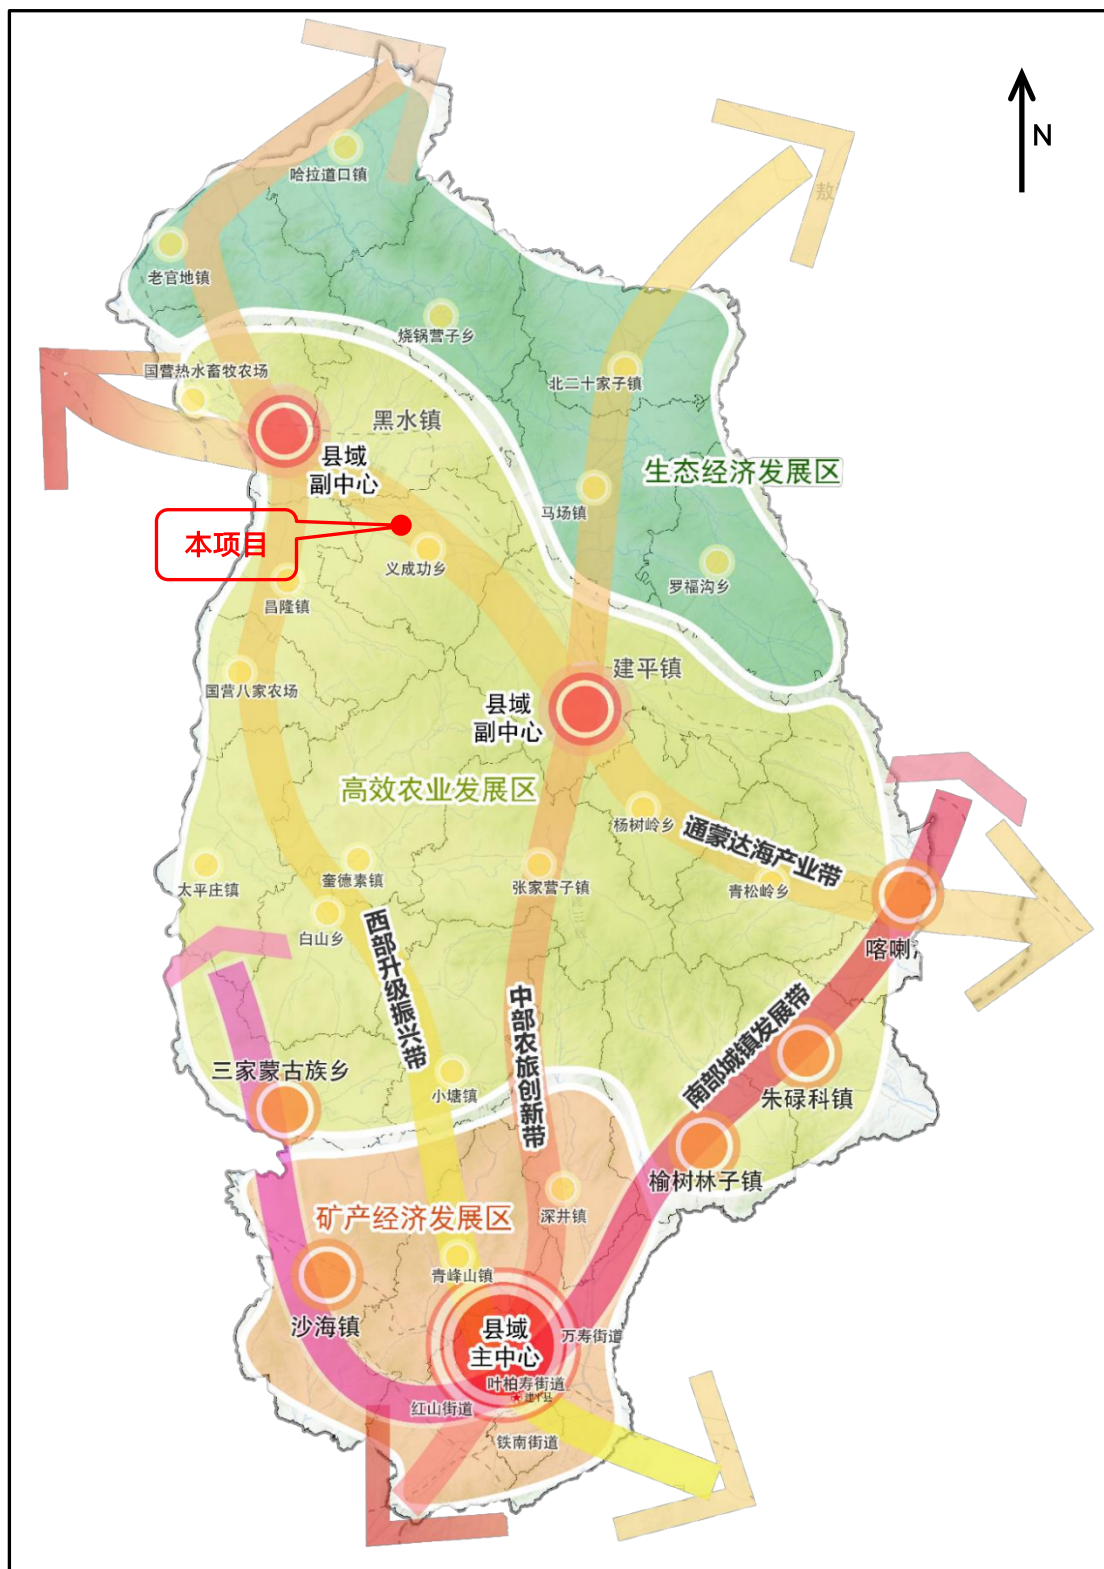 N
敖
哈拉道口镇
老官地镇
烧锅营子乡
国营热水畜牧农场
北二十家子镇
黑水镇
县域
副中心
生态经济发展区
马场镇
本项目
义成功乡
罗福沟乡
昌隆镇
建平镇
国营八家农场
县域
副中心
高效农业发展区
杨树岭乡
通蒙达海产业带
太平庄镇
奎德素镇
张家营子镇
青松岭乡
白山乡
西部升级振兴带
喀喇
中部农旅创新带
南部城镇发展带
三家蒙古族乡
小塘镇
朱碌科镇
榆树林子镇
矿产经济发展区
深井镇
青峰山镇
沙海镇
县域
主中心
万寿街道
叶柏寿街道
建平县
红山街道
铁南街道